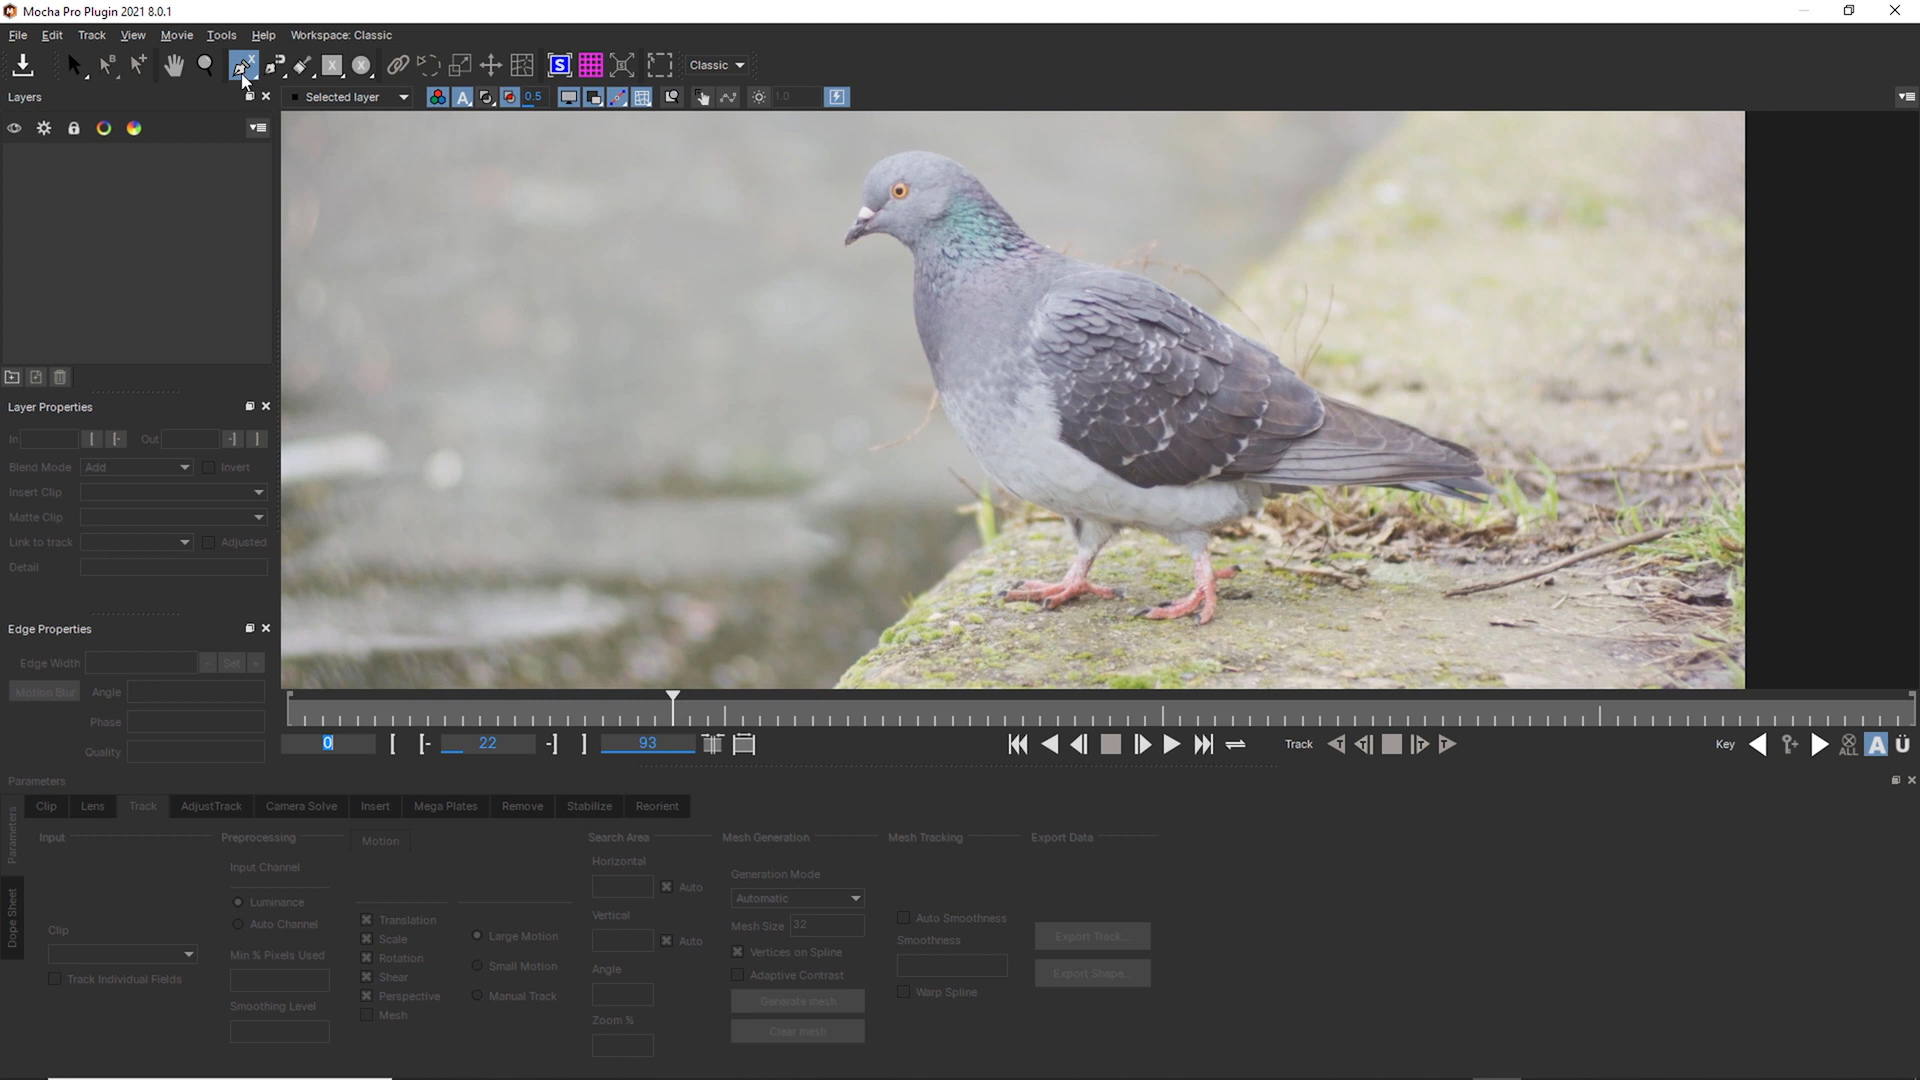 Mocha Pro Plugin 2021 8.0.1
File Edit Track View Movie Tools Help Workspace: Classic
Classic
Layers
Selected layer
0.5
1.0
Layer Properties
In Out
Blend Mode Add Invert
Insert Clip
Matte Clip
Link to track Adjusted
Detail
Edge Properties
Edge Width - Set +
Motion Blur Angle
Phase
Quality
0 22 93 Track Key ALL A Ü
Parameters
Parameters
Dope Sheet
Clip Lens Track AdjustTrack Camera Solve Insert Mega Plates Remove Stabilize Reorient
Input
Clip
Track Individual Fields
Preprocessing
Input Channel
Luminance
Auto Channel
Min % Pixels Used
Smoothing Level
Motion
Translation
Scale
Rotation
Shear
Perspective
Mesh
Large Motion
Small Motion
Manual Track
Search Area
Horizontal
Auto
Vertical
Auto
Angle
Zoom %
Mesh Generation
Generation Mode
Automatic
Mesh Size 32
Vertices on Spline
Adaptive Contrast
Generate mesh
Clear mesh
Mesh Tracking
Auto Smoothness
Smoothness
Warp Spline
Export Data
Export Track...
Export Shape...